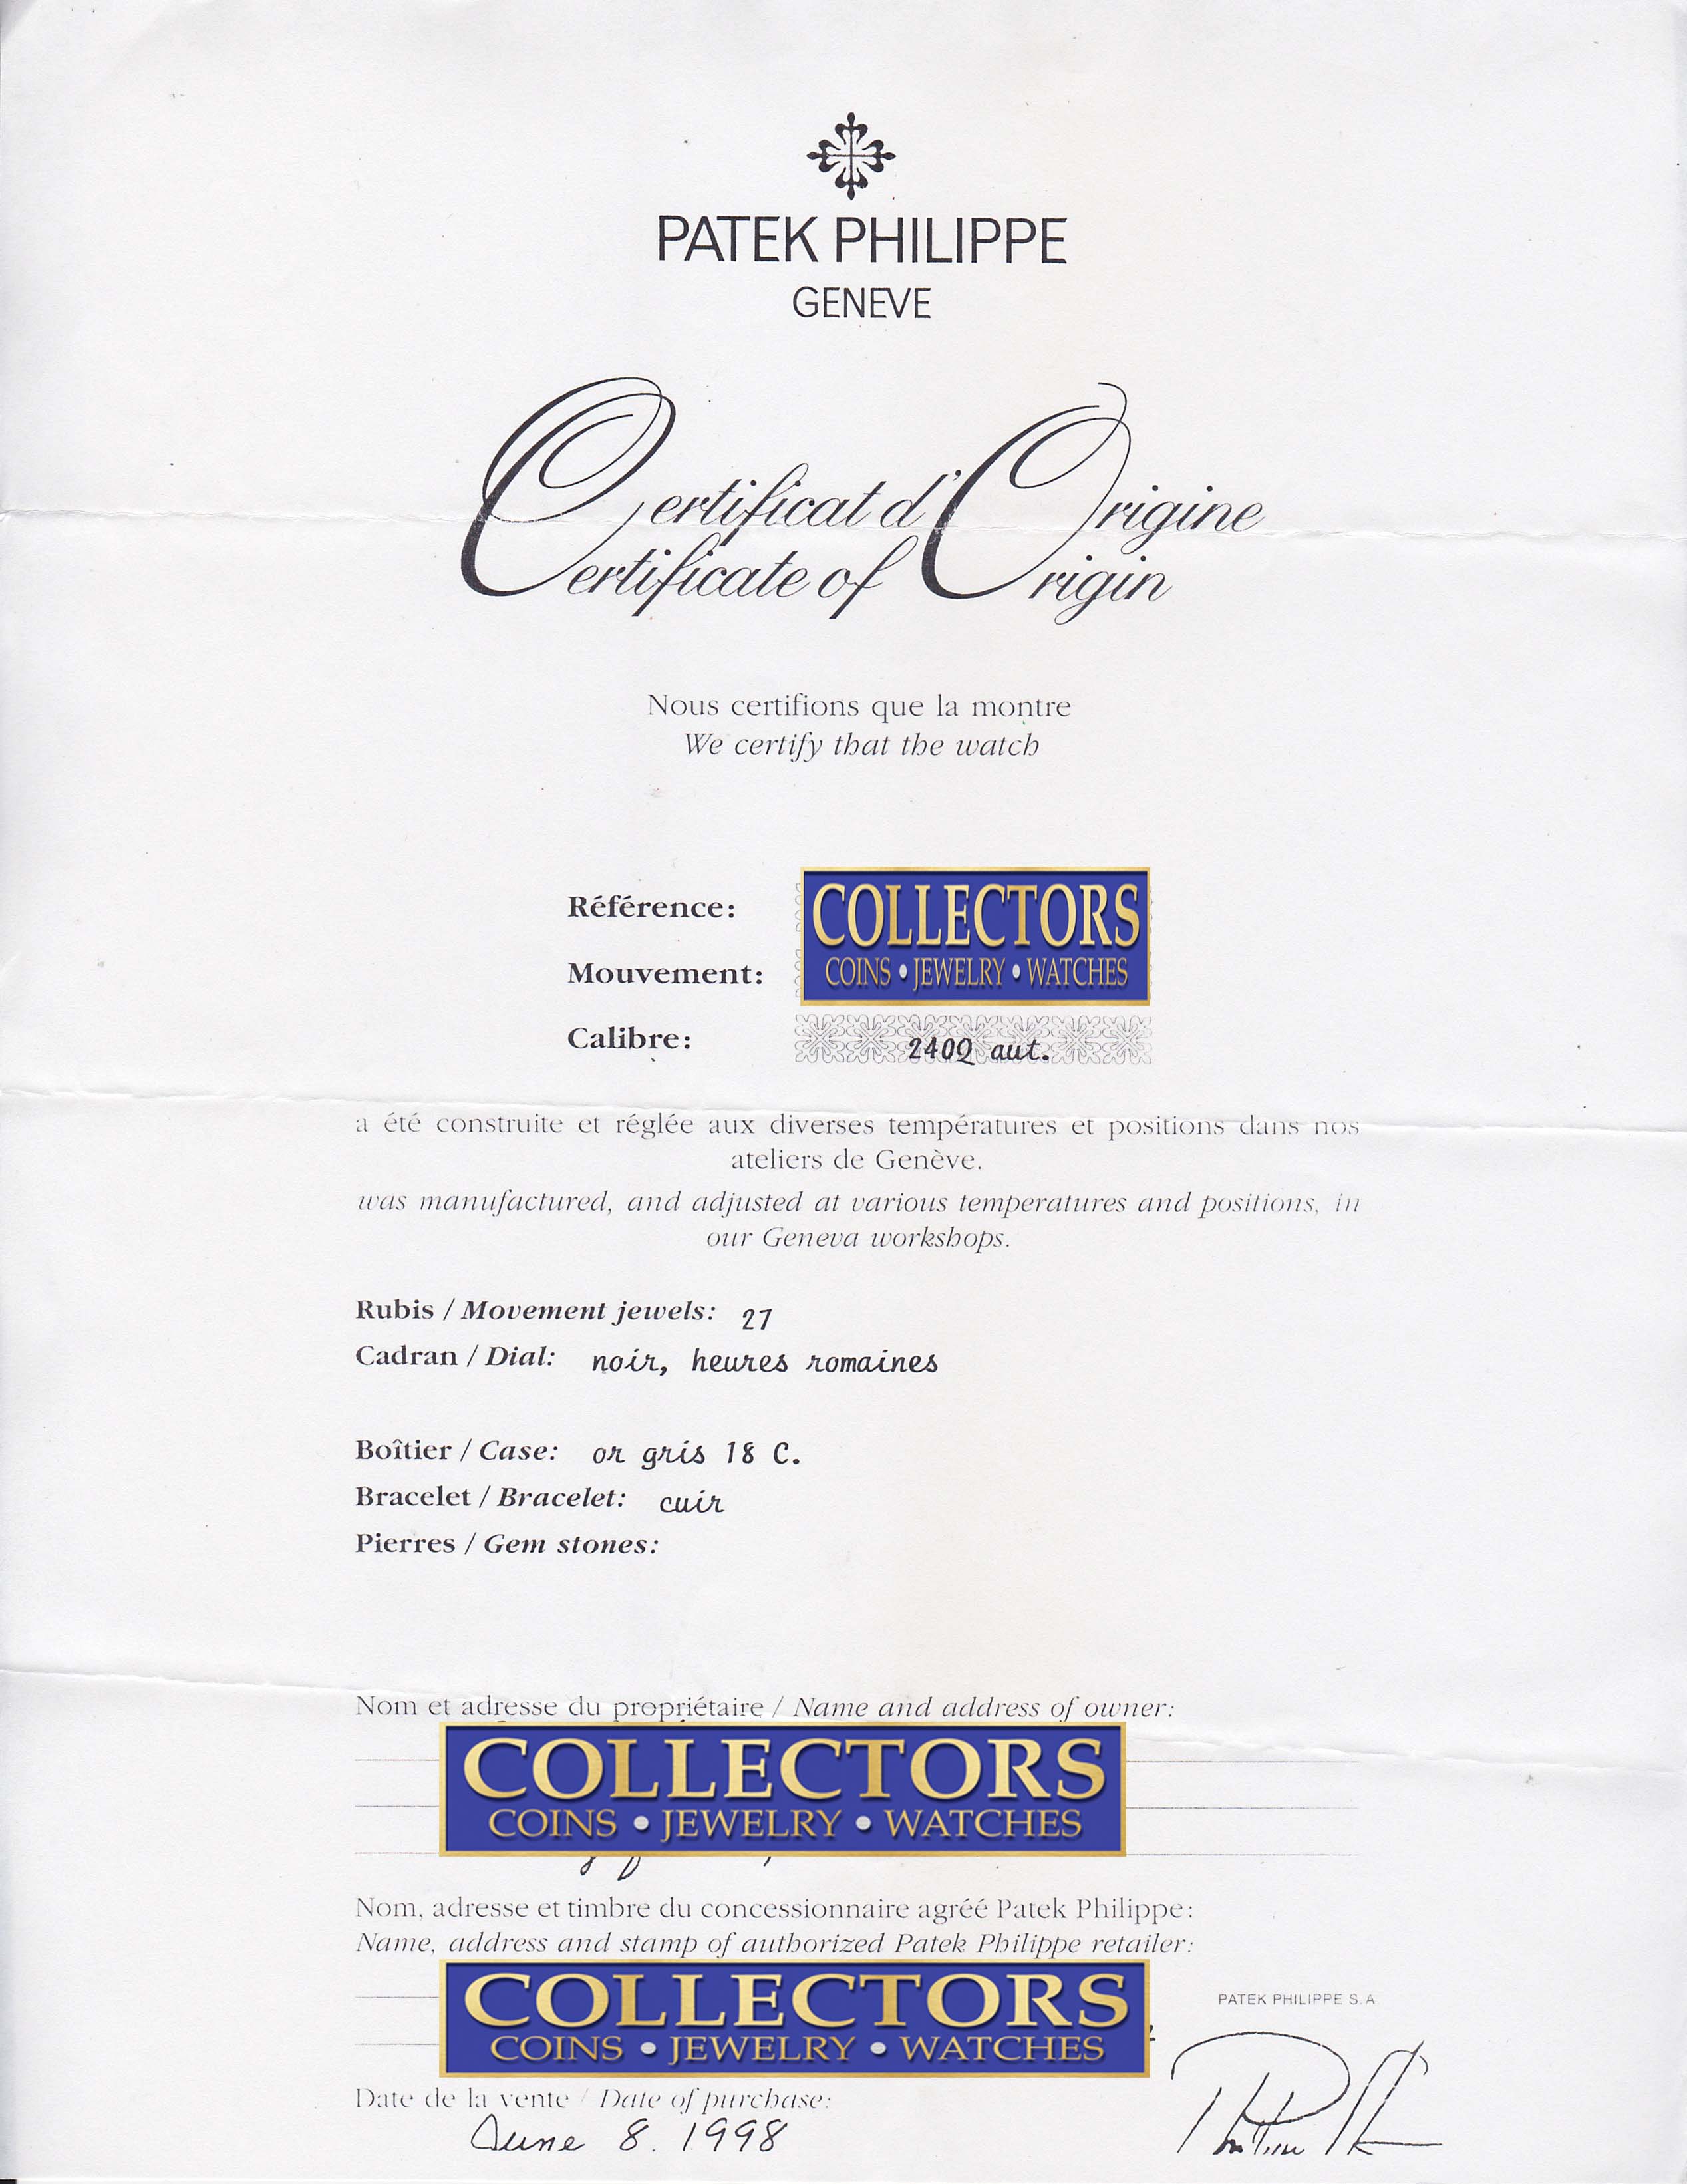 PATEK PHILIPPE
GENEVE
Certificat d'Origine
Certificate of Origin
Nous certifions que la montre
We certify that the watch
Référence:
COLLECTORS
COINS • JEWELRY • WATCHES
Mouvement:
Calibre: 240Q aut.
a été construite et réglée aux diverses températures et positions dans nos
ateliers de Genève.
was manufactured, and adjusted at various temperatures and positions, in
our Geneva workshops.
Rubis / Movement jewels: 27
Cadran / Dial: noir, heures romaines
Boîtier / Case: or gris 18 C.
Bracelet / Bracelet: cuir
Pierres / Gem stones:
Nom et adresse du propriétaire / Name and address of owner:
COLLECTORS
COINS • JEWELRY • WATCHES
Nom, adresse et timbre du concessionnaire agréé Patek Philippe:
Name, address and stamp of authorized Patek Philippe retailer:
COLLECTORS
COINS • JEWELRY • WATCHES
PATEK PHILIPPE S.A.
Date de la vente / Date of purchase:
June 8. 1998